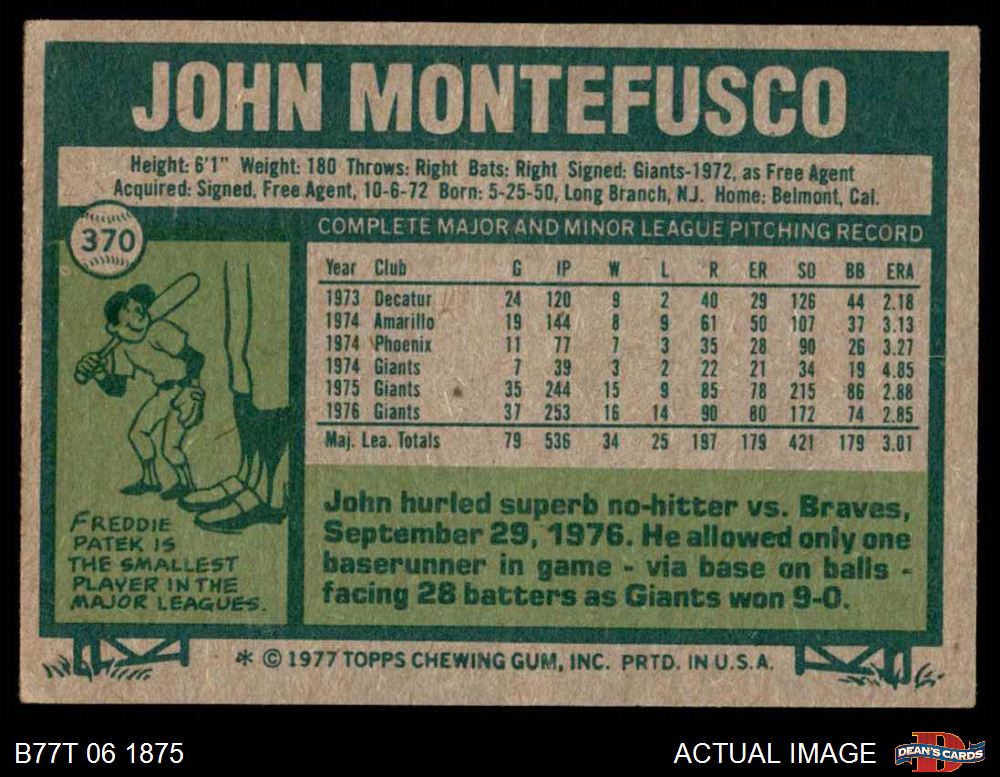 JOHN MONTEFUSCO
Height: 6'1" Weight: 180 Throws: Right Bats: Right Signed: Giants-1972, as Free Agent
Acquired: Signed, Free Agent, 10-6-72 Born: 5-25-50, Long Branch, N.J. Home: Belmont, Cal.
370
COMPLETE MAJOR AND MINOR LEAGUE PITCHING RECORD
Year Club G IP W L R ER SO BB ERA
1973 Decatur 24 120 9 2 40 29 126 44 2.18
1974 Amarillo 19 144 8 9 61 50 107 37 3.13
1974 Phoenix 11 77 7 3 35 28 90 26 3.27
1974 Giants 7 39 3 2 22 21 34 19 4.85
1975 Giants 35 244 15 9 85 78 215 86 2.88
1976 Giants 37 253 16 14 90 80 172 74 2.85
Maj. Lea. Totals 79 536 34 25 197 179 421 179 3.01
FREDDIE
PATEK IS
THE SMALLEST
PLAYER IN THE
MAJOR LEAGUES.
John hurled superb no-hitter vs. Braves,
September 29, 1976. He allowed only one
baserunner in game - via base on balls -
facing 28 batters as Giants won 9-0.
* © 1977 TOPPS CHEWING GUM, INC. PRTD. IN U.S.A.
B77T 06 1875
ACTUAL IMAGE
D
DEAN'S CARDS